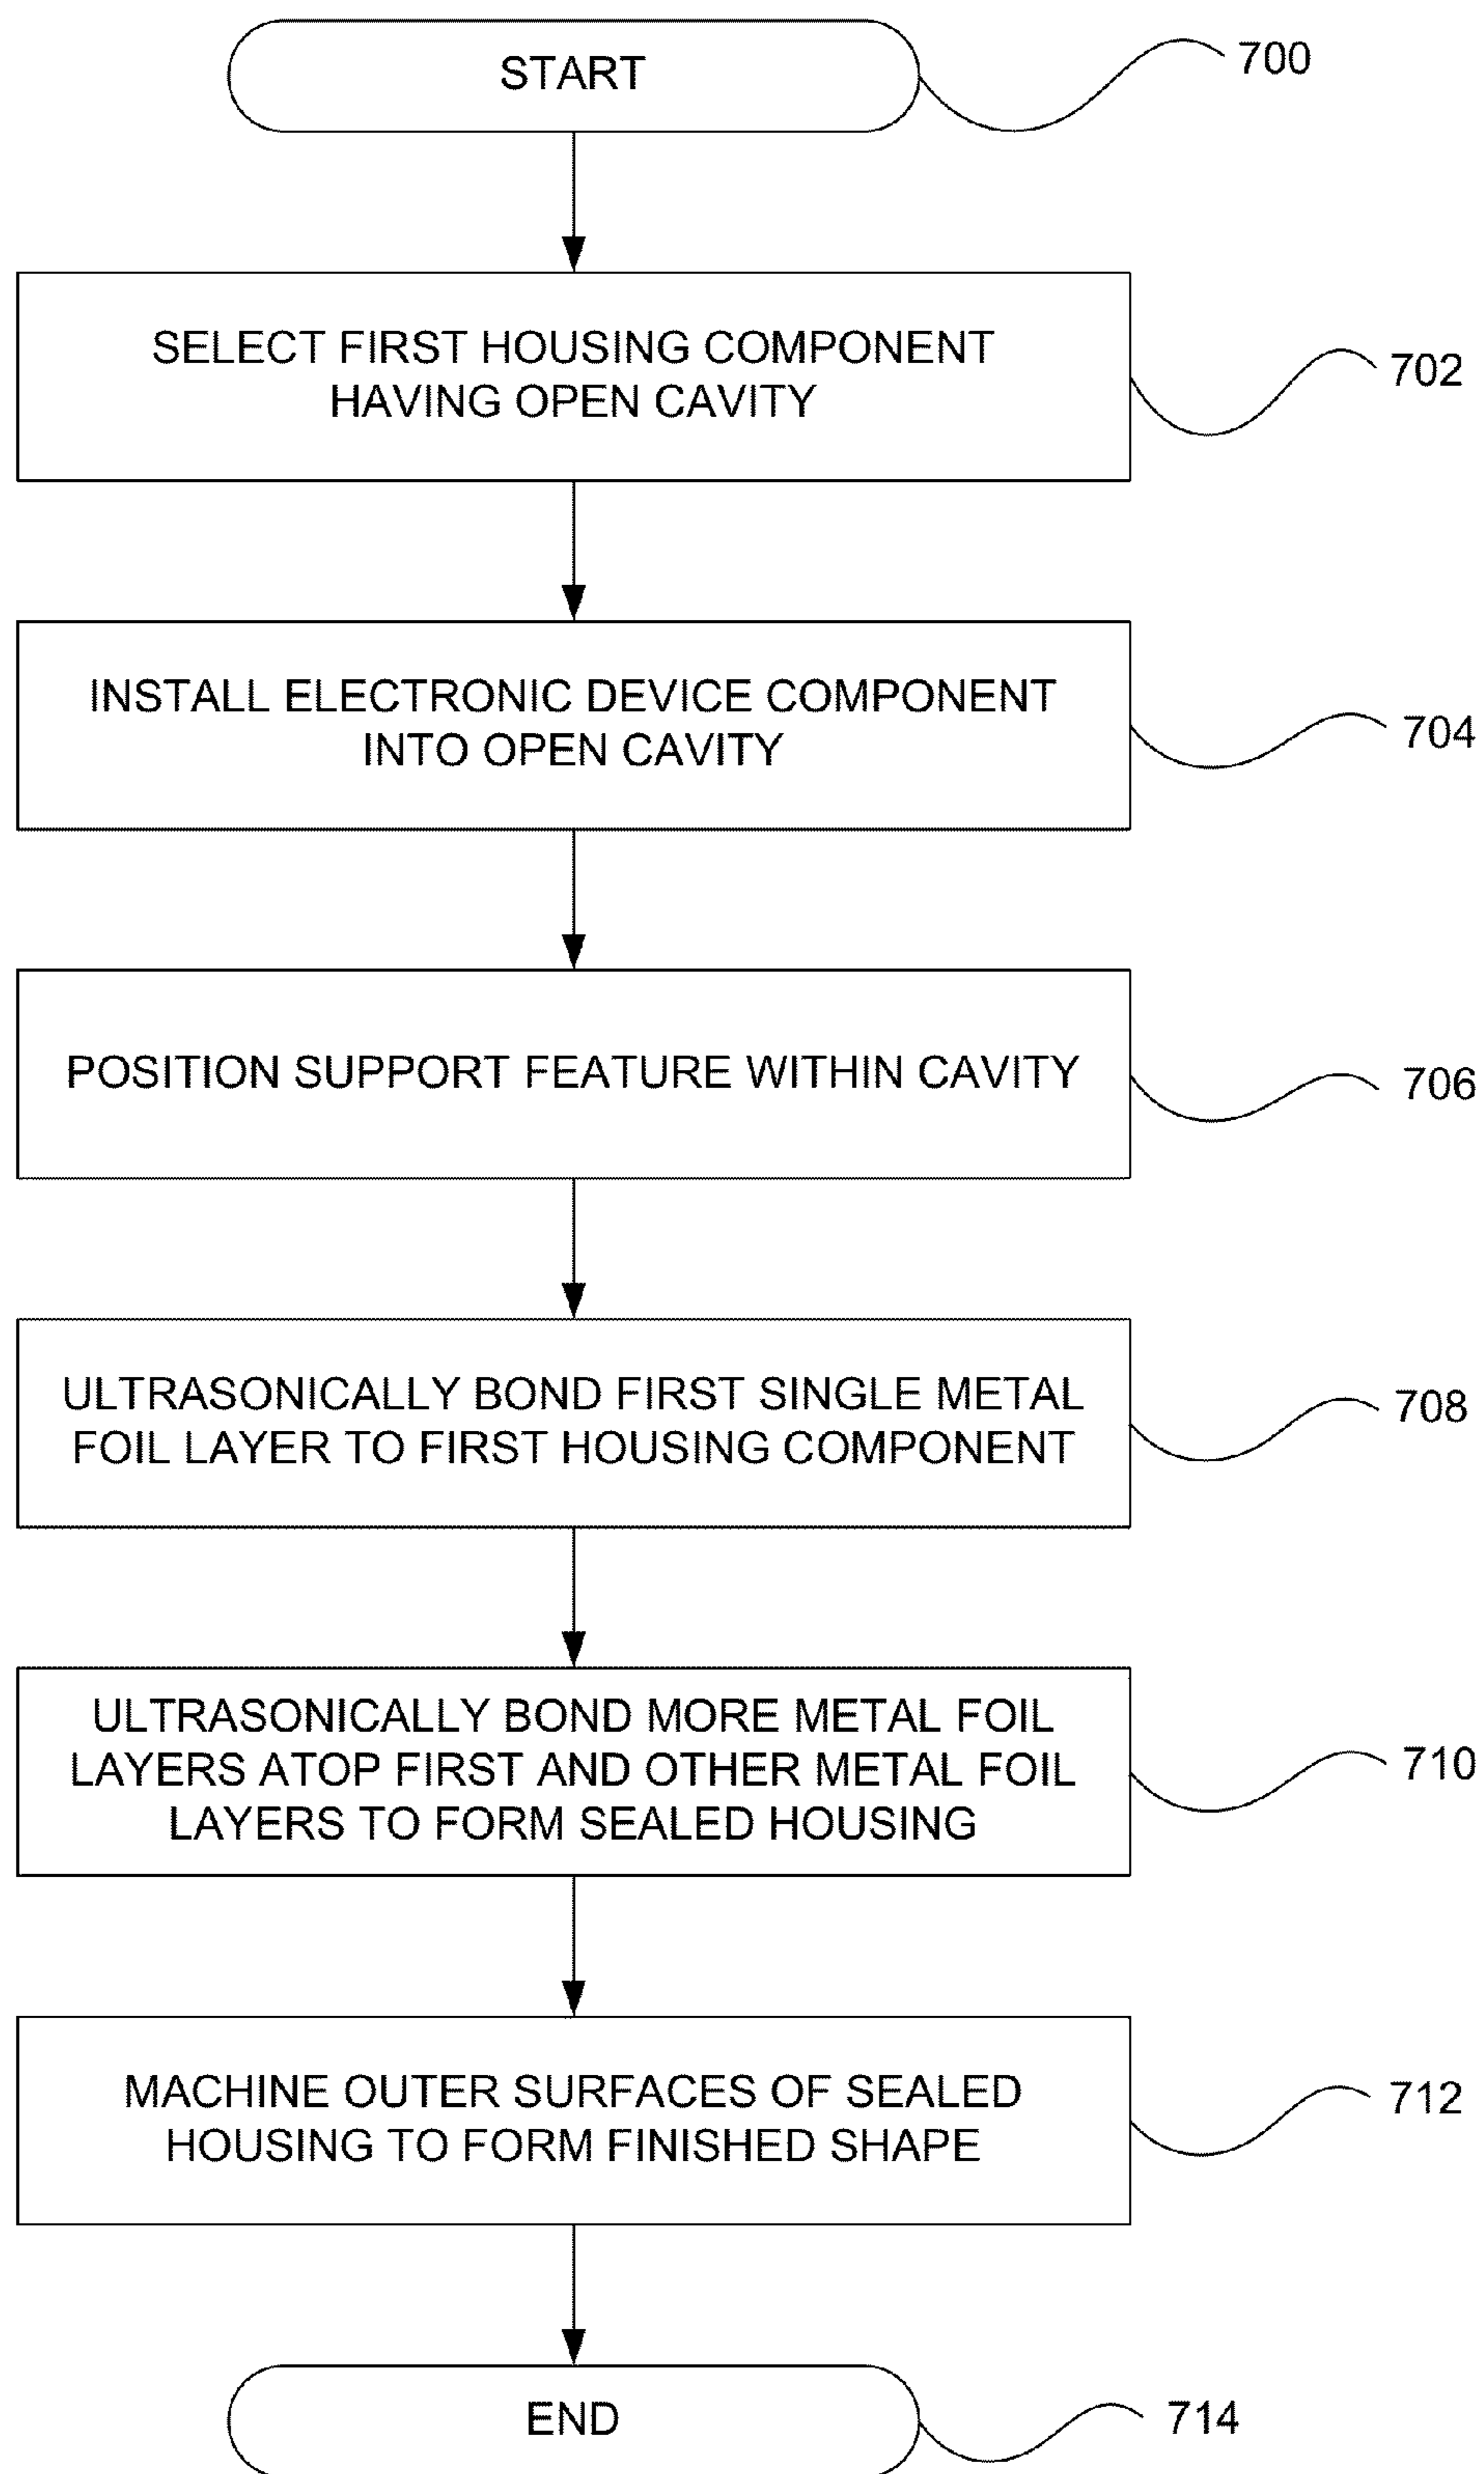 START
700
SELECT FIRST HOUSING COMPONENT
HAVING OPEN CAVITY
702
INSTALL ELECTRONIC DEVICE COMPONENT
INTO OPEN CAVITY
704
POSITION SUPPORT FEATURE WITHIN CAVITY
706
ULTRASONICALLY BOND FIRST SINGLE METAL
FOIL LAYER TO FIRST HOUSING COMPONENT
708
ULTRASONICALLY BOND MORE METAL FOIL
LAYERS ATOP FIRST AND OTHER METAL FOIL
LAYERS TO FORM SEALED HOUSING
710
MACHINE OUTER SURFACES OF SEALED
HOUSING TO FORM FINISHED SHAPE
712
END
714